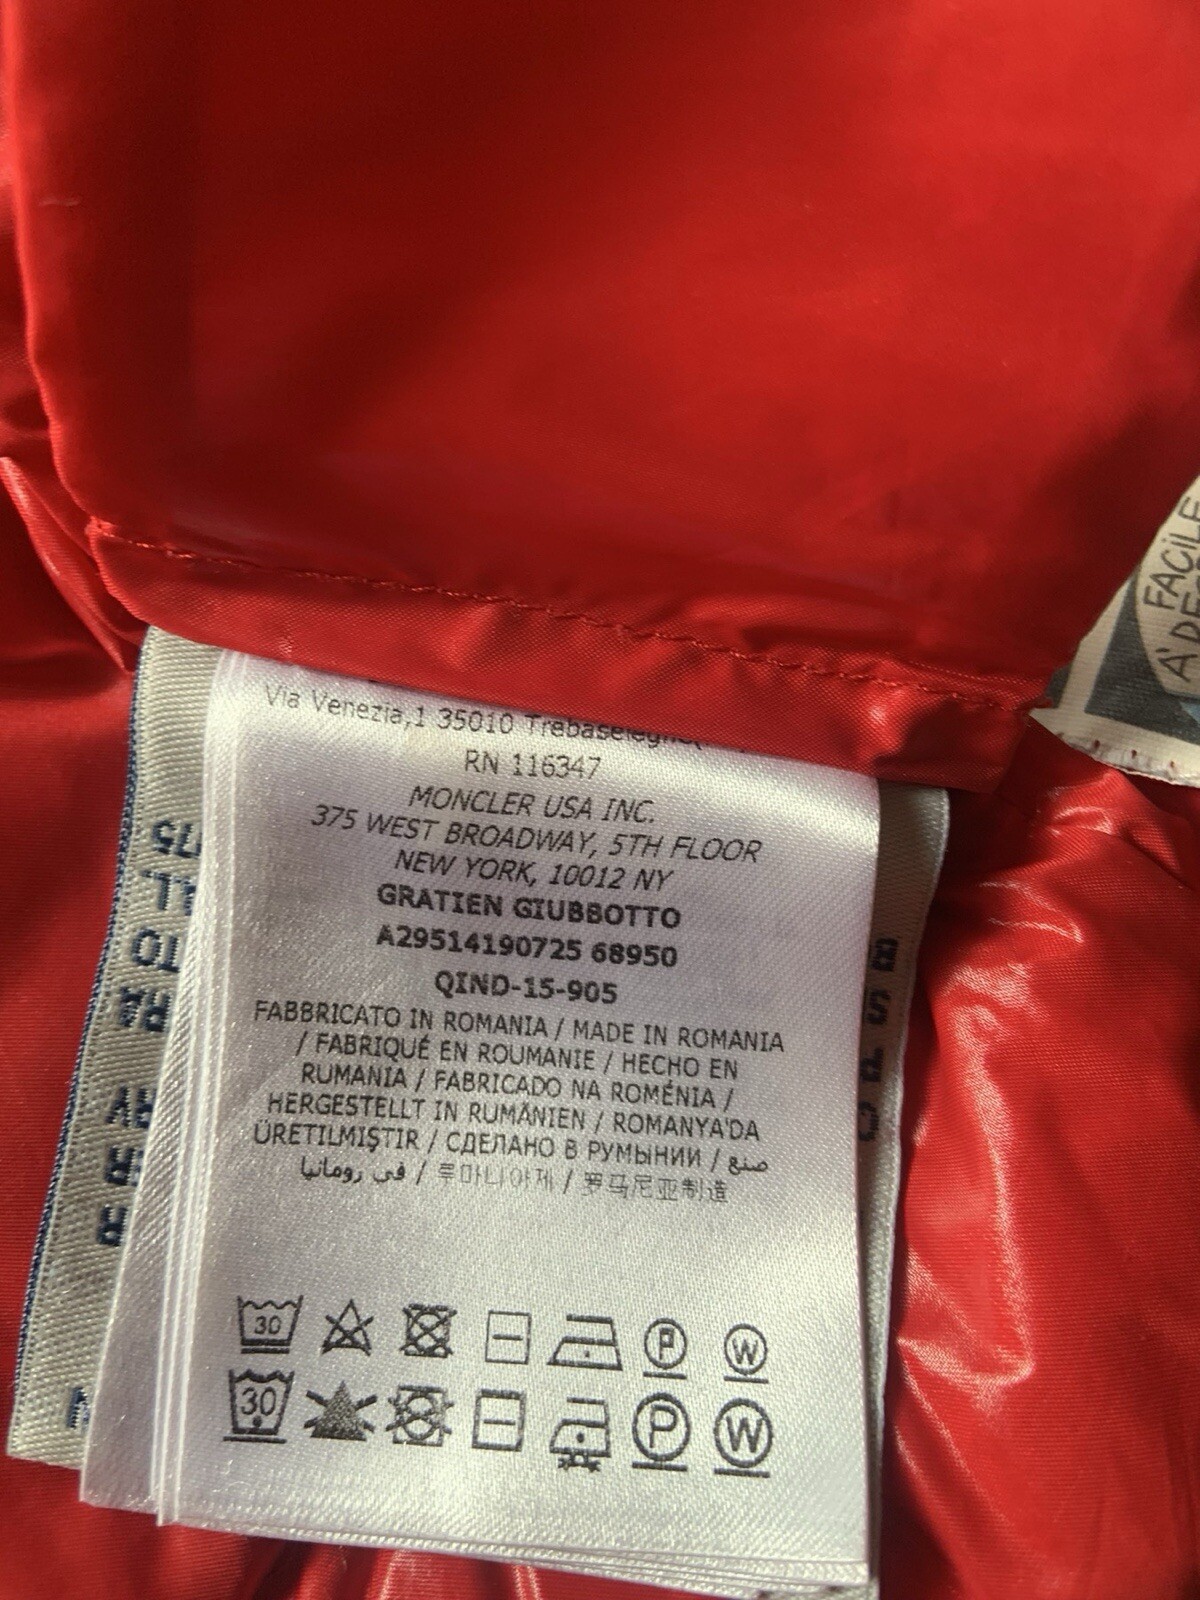 Via Venezia,1 35010 Trebaseleghe
RN 116347
MONCLER USA INC.
375 WEST BROADWAY, 5TH FLOOR
NEW YORK, 10012 NY
GRATIEN GIUBBOTTO
A29514190725 68950
QIND-15-905
FABBRICATO IN ROMANIA / MADE IN ROMANIA
/ FABRIQUÉ EN ROUMANIE / HECHO EN
RUMANIA / FABRICADO NA ROMÉNIA /
HERGESTELLT IN RUMÄNIEN / ROMANYA'DA
ÜRETILMIŞTIR / СДЕЛАНО В РУМЫНИИ / صنع
في رومانيا / 루마니아제 / 罗马尼亚制造
30
P
W
30
P
W
FACILE
À